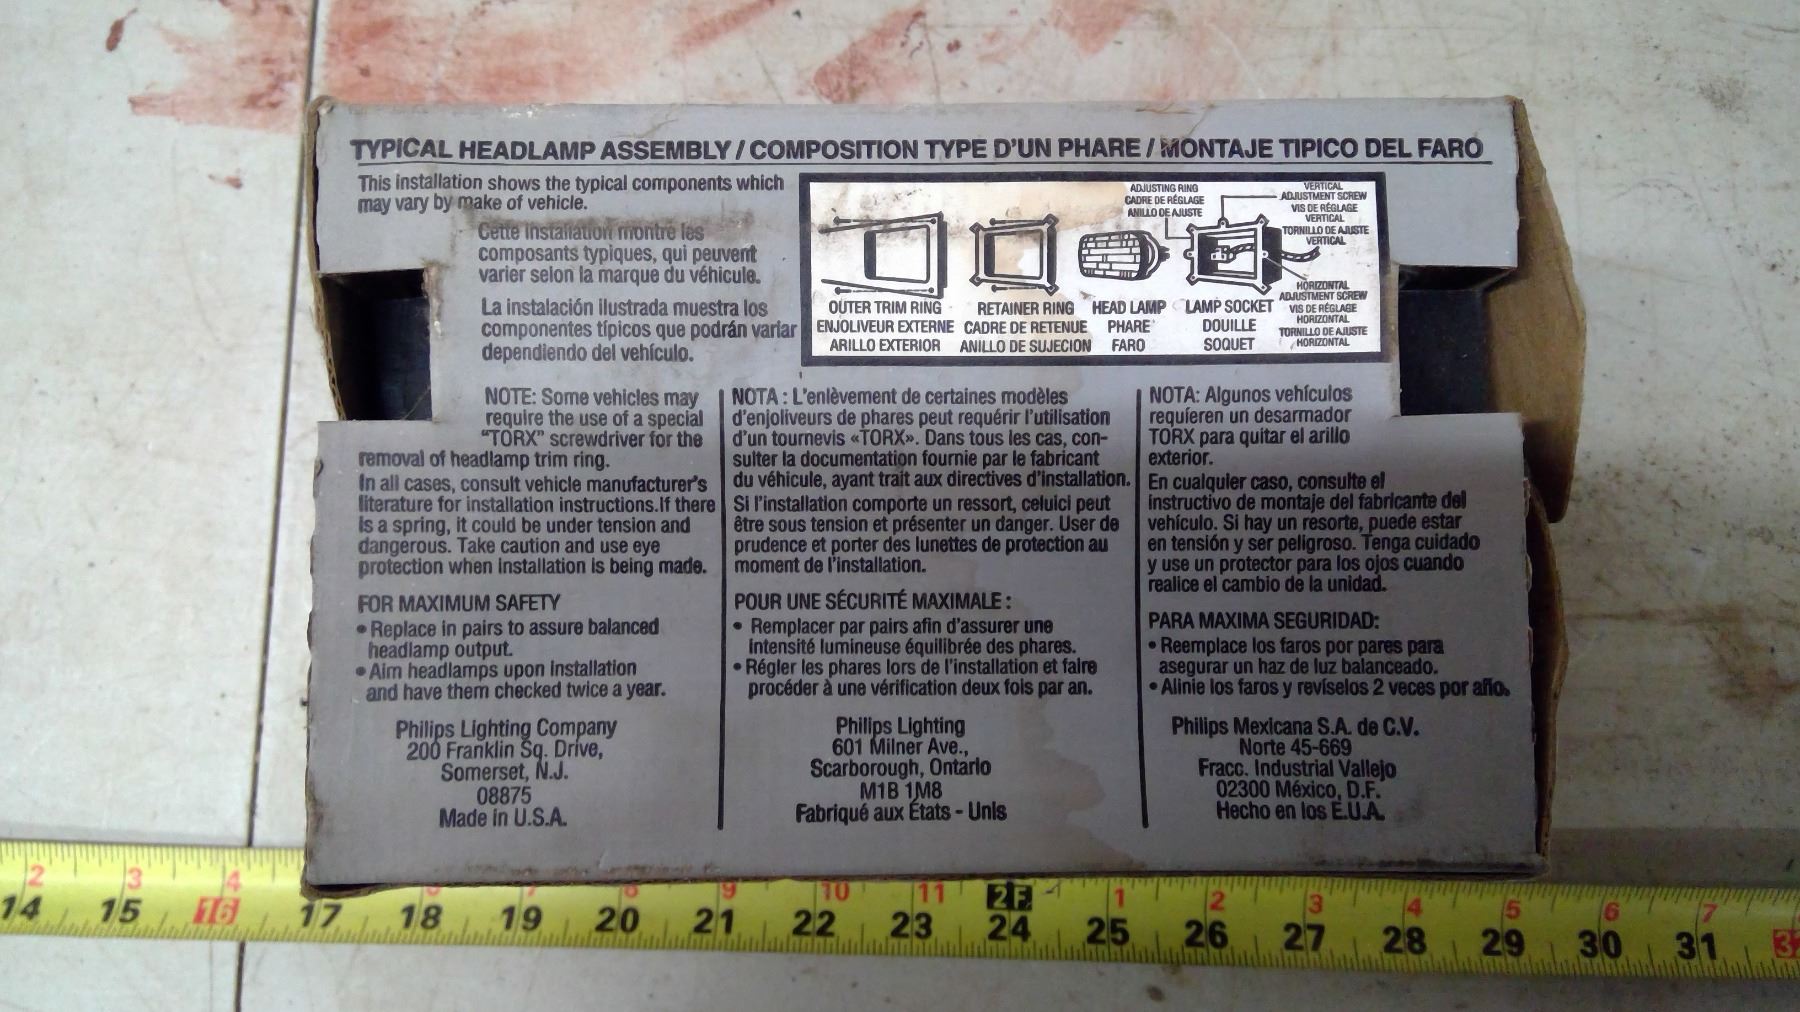 TYPICAL HEADLAMP ASSEMBLY / COMPOSITION TYPE D'UN PHARE / MONTAJE TIPICO DEL FARO
This installation shows the typical components which
may vary by make of vehicle.
Cette installation montre les
composants typiques, qui peuvent
varier selon la marque du véhicule.
La instalación ilustrada muestra los
componentes típicos que podrán variar
dependiendo del vehículo.
ADJUSTING RING
CADRE DE RÉGLAGE
ANILLO DE AJUSTE
VERTICAL
ADJUSTMENT SCREW
VIS DE RÉGLAGE
VERTICAL
TORNILLO DE AJUSTE
VERTICAL
OUTER TRIM RING
ENJOLIVEUR EXTERNE
ARILLO EXTERIOR
RETAINER RING
CADRE DE RETENUE
ANILLO DE SUJECION
HEAD LAMP
PHARE
FARO
LAMP SOCKET
DOUILLE
SOQUET
HORIZONTAL
ADJUSTMENT SCREW
VIS DE RÉGLAGE
HORIZONTAL
TORNILLO DE AJUSTE
HORIZONTAL
NOTE: Some vehicles may
require the use of a special
"TORX" screwdriver for the
removal of headlamp trim ring.
In all cases, consult vehicle manufacturer's
literature for installation instructions.If there
is a spring, it could be under tension and
dangerous. Take caution and use eye
protection when installation is being made.
FOR MAXIMUM SAFETY
• Replace in pairs to assure balanced
headlamp output.
• Aim headlamps upon installation
and have them checked twice a year.
Philips Lighting Company
200 Franklin Sq. Drive,
Somerset, N.J.
08875
Made in U.S.A.
NOTA : L'enlèvement de certaines modèles
d'enjoliveurs de phares peut requérir l'utilisation
d'un tournevis «TORX». Dans tous les cas, con-
sulter la documentation fournie par le fabricant
du véhicule, ayant trait aux directives d'installation.
Si l'installation comporte un ressort, celuici peut
être sous tension et présenter un danger. User de
prudence et porter des lunettes de protection au
moment de l'installation.
POUR UNE SÉCURITÉ MAXIMALE :
• Remplacer par pairs afin d'assurer une
intensité lumineuse équilibrée des phares.
• Régler les phares lors de l'installation et faire
procéder à une vérification deux fois par an.
Philips Lighting
601 Milner Ave.,
Scarborough, Ontario
M1B 1M8
Fabriqué aux États - Unis
NOTA: Algunos vehículos
requieren un desarmador
TORX para quitar el arillo
exterior.
En cualquier caso, consulte el
instructivo de montaje del fabricante del
vehículo. Si hay un resorte, puede estar
en tensión y ser peligroso. Tenga cuidado
y use un protector para los ojos cuando
realice el cambio de la unidad.
PARA MAXIMA SEGURIDAD:
• Reemplace los faros por pares para
asegurar un haz de luz balanceado.
• Alinie los faros y revíselos 2 veces por año.
Philips Mexicana S.A. de C.V.
Norte 45-669
Fracc. Industrial Vallejo
02300 México, D.F.
Hecho en los E.U.A.
2 3 4 9 10 11 2F 1 2 3 4 5 6 7
14 15 16 17 18 19 20 21 22 23 24 25 26 27 28 29 30 31